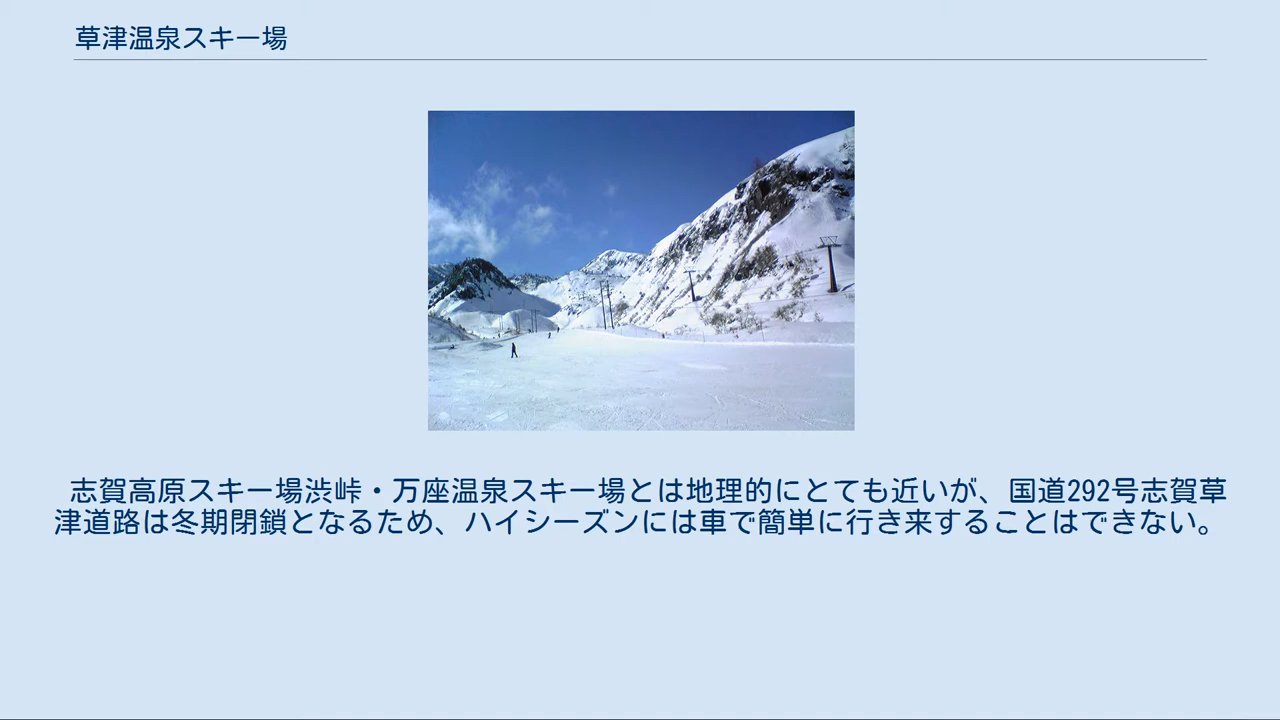 草津温泉スキー場
志賀高原スキー場渋峠・万座温泉スキー場とは地理的にとても近いが、国道292号志賀草
津道路は冬期閉鎖となるため、ハイシーズンには車で簡単に行き来することはできない。